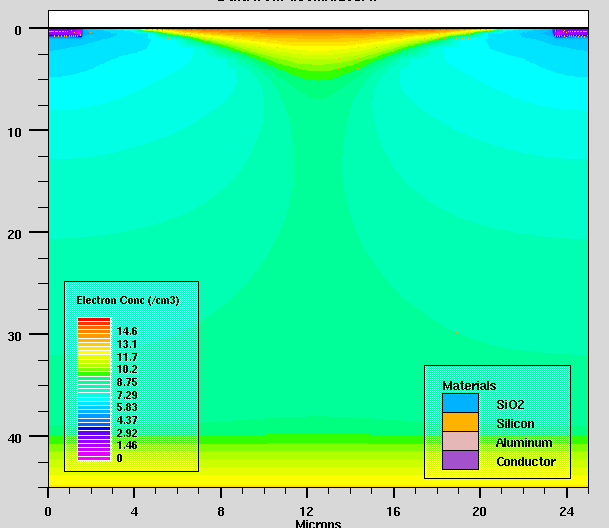 0
10
20
30
40
Electron Conc (/cm3)
14.6
13.1
11.7
10.2
8.75
7.29
5.83
4.37
2.92
1.46
0
Materials
SiO2
Silicon
Aluminum
Conductor
0 4 8 12 16 20 24
Microns